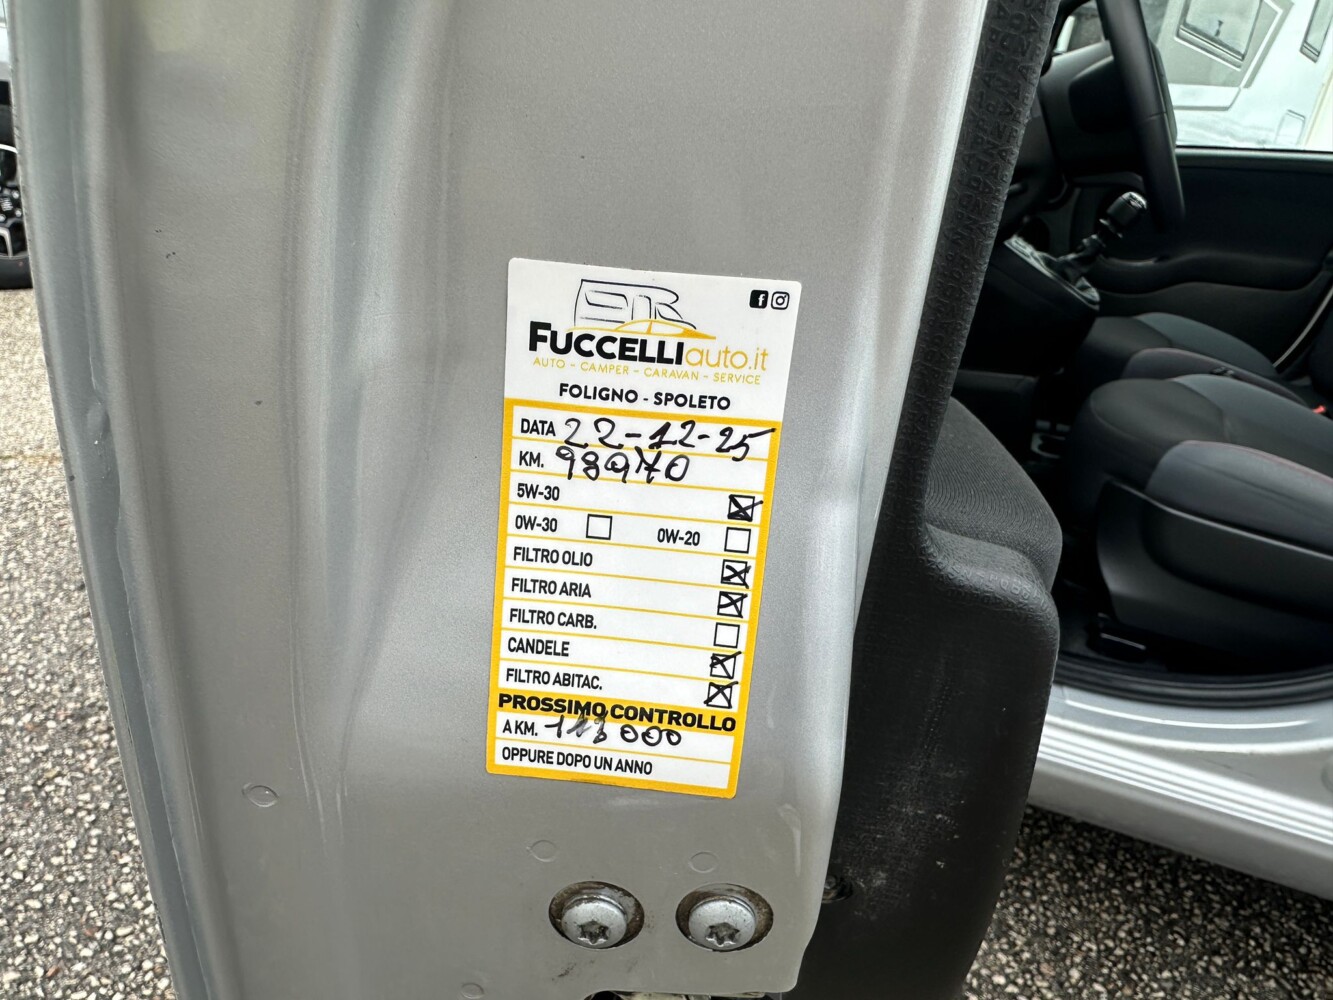 FUCCELLIauto.it
AUTO - CAMPER - CARAVAN - SERVICE
FOLIGNO - SPOLETO
DATA 22-12-25
KM. 98970
5W-30
0W-30 0W-20
FILTRO OLIO
FILTRO ARIA
FILTRO CARB.
CANDELE
FILTRO ABITAC.
PROSSIMO CONTROLLO
A KM. 113000
OPPURE DOPO UN ANNO